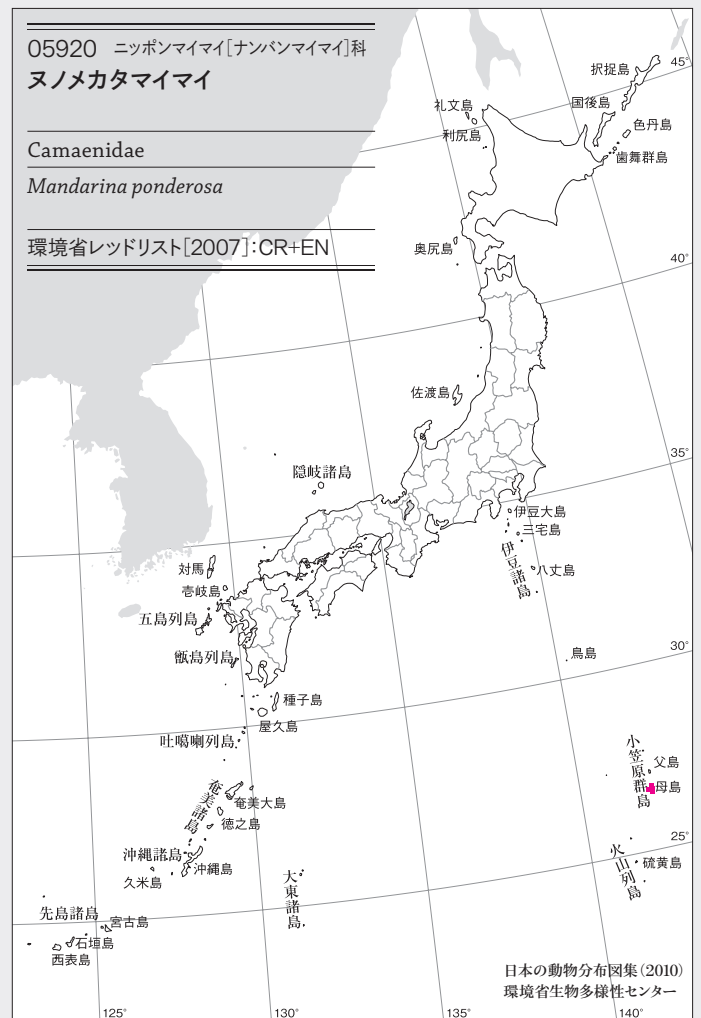 05920 ニッポンマイマイ[ナンバンマイマイ]科
ヌノメカタマイマイ
Camaenidae
Mandarina ponderosa
環境省レッドリスト[2007]:CR+EN
択捉島
45°
礼文島
国後島
利尻島
色丹島
歯舞群島
奥尻島
40°
佐渡島
35°
隠岐諸島
伊豆大島
三宅島
伊豆諸島
八丈島
対馬
壱岐島
五島列島
甑島列島
鳥島
30°
種子島
屋久島
吐噶喇列島
小笠原群島
父島
母島
奄美諸島
奄美大島
徳之島
25°
沖縄諸島
沖縄島
久米島
火山列島
硫黄島
大東諸島
先島諸島
宮古島
石垣島
西表島
日本の動物分布図集(2010)
環境省生物多様性センター
125°
130°
135°
140°